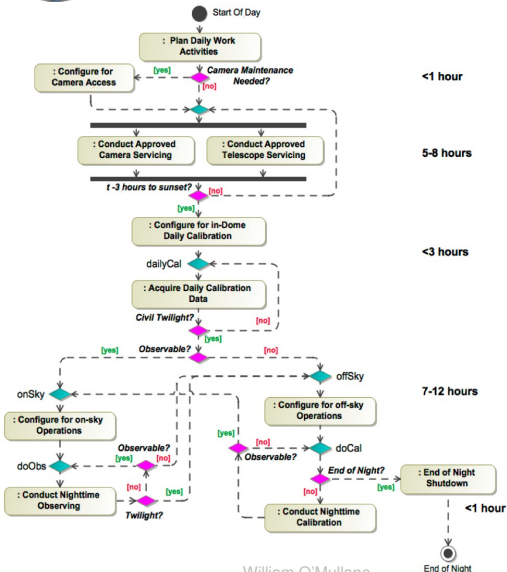 Start Of Day
: Plan Daily Work
Activities
: Configure for
Camera Access
[yes]
Camera Maintenance
Needed?
[no]
<1 hour
: Conduct Approved
Camera Servicing
: Conduct Approved
Telescope Servicing
5-8 hours
t -3 hours to sunset?
[no]
[yes]
: Configure for in-Dome
Daily Calibration
<3 hours
dailyCal
: Acquire Daily Calibration
Data
Civil Twilight?
[no]
[yes]
Observable?
[yes]
[no]
offSky
onSky
7-12 hours
: Configure for on-sky
Operations
: Configure for off-sky
Operations
Observable?
[yes]
[no]
doObs
[yes]
[no]
Observable?
doCal
End of Night?
[yes]
[no]
: End of Night
Shutdown
: Conduct Nighttime
Observing
[no]
[yes]
Twilight?
: Conduct Nighttime
Calibration
<1 hour
William O'Mullane
End of Night